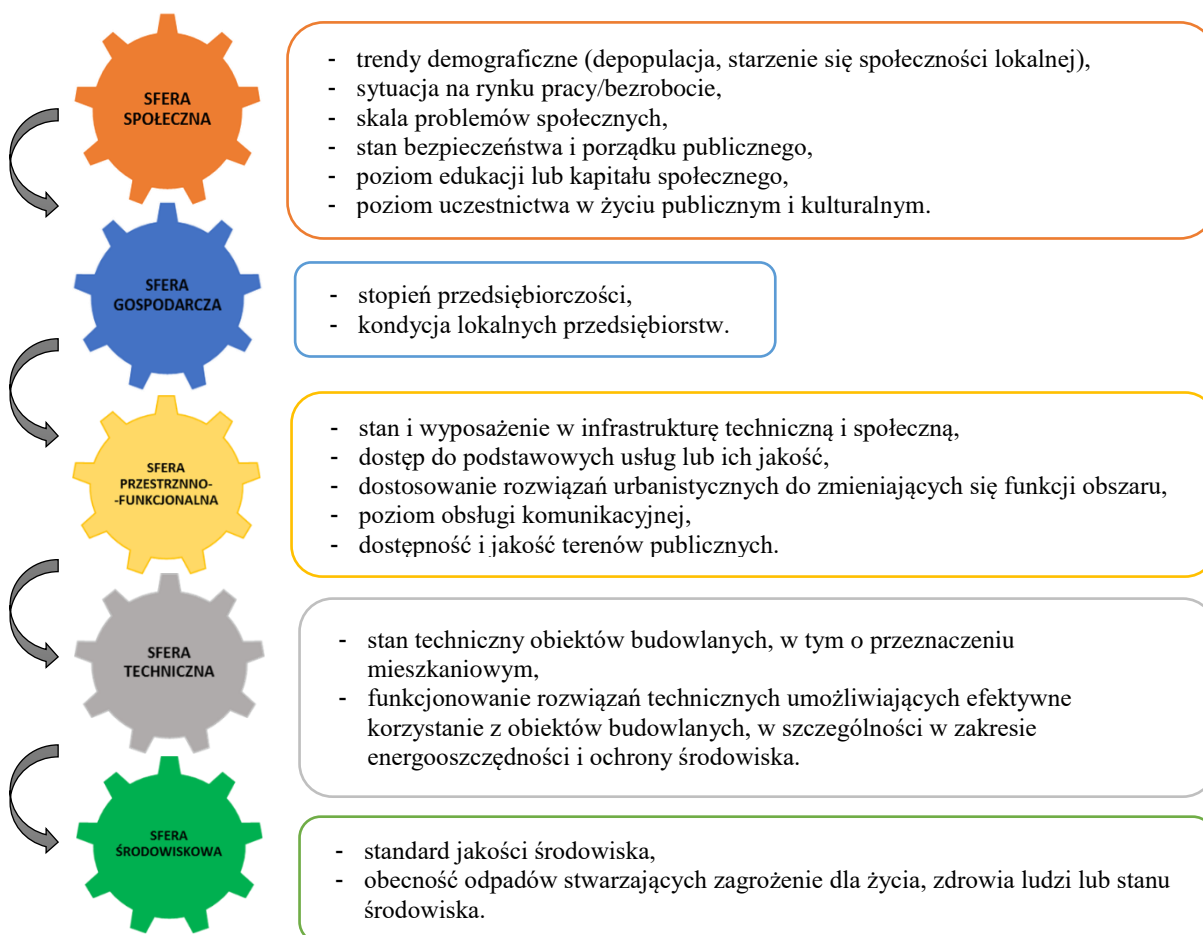 SFERA
SPOŁECZNA
- trendy demograficzne (depopulacja, starzenie się społeczności lokalnej),
- sytuacja na rynku pracy/bezrobocie,
- skala problemów społecznych,
- stan bezpieczeństwa i porządku publicznego,
- poziom edukacji lub kapitału społecznego,
- poziom uczestnictwa w życiu publicznym i kulturalnym.
SFERA
GOSPODARCZA
- stopień przedsiębiorczości,
- kondycja lokalnych przedsiębiorstw.
SFERA
PRZESTRZNNO-
-FUNKCJONALNA
- stan i wyposażenie w infrastrukturę techniczną i społeczną,
- dostęp do podstawowych usług lub ich jakość,
- dostosowanie rozwiązań urbanistycznych do zmieniających się funkcji obszaru,
- poziom obsługi komunikacyjnej,
- dostępność i jakość terenów publicznych.
SFERA
TECHNICZNA
- stan techniczny obiektów budowlanych, w tym o przeznaczeniu
mieszkaniowym,
- funkcjonowanie rozwiązań technicznych umożliwiających efektywne
korzystanie z obiektów budowlanych, w szczególności w zakresie
energooszczędności i ochrony środowiska.
SFERA
ŚRODOWISKOWA
- standard jakości środowiska,
- obecność odpadów stwarzających zagrożenie dla życia, zdrowia ludzi lub stanu
środowiska.